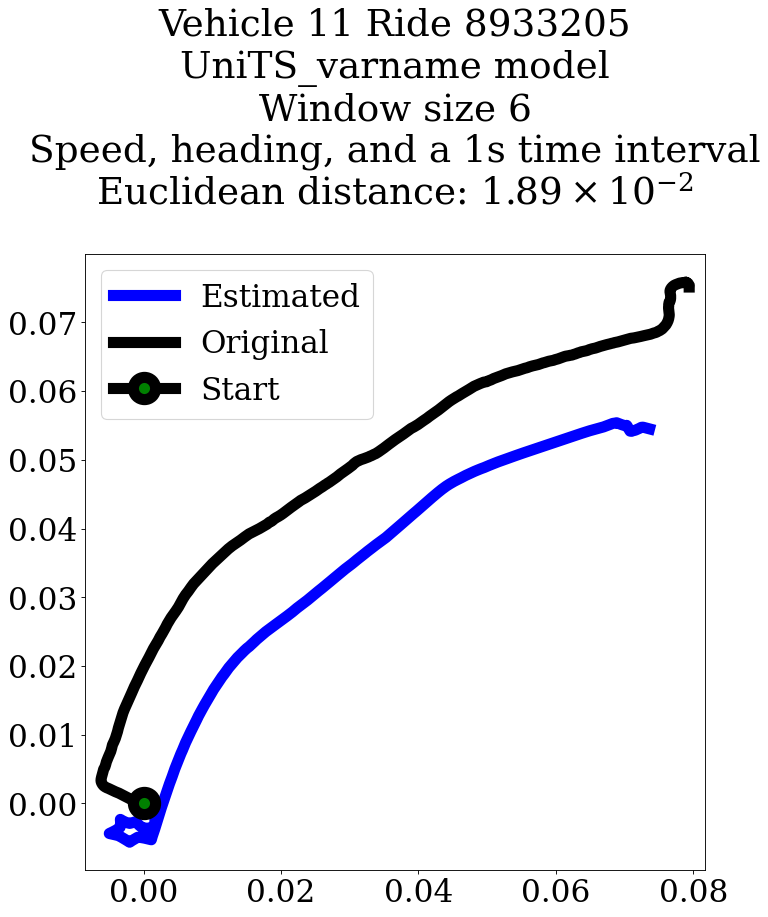 Vehicle 11 Ride 8933205
UniTS_varname model
Window size 6
Speed, heading, and a 1s time interval
Euclidean distance: 1.89 × 10⁻²
Estimated
Original
Start
0.07
0.06
0.05
0.04
0.03
0.02
0.01
0.00
0.00 0.02 0.04 0.06 0.08